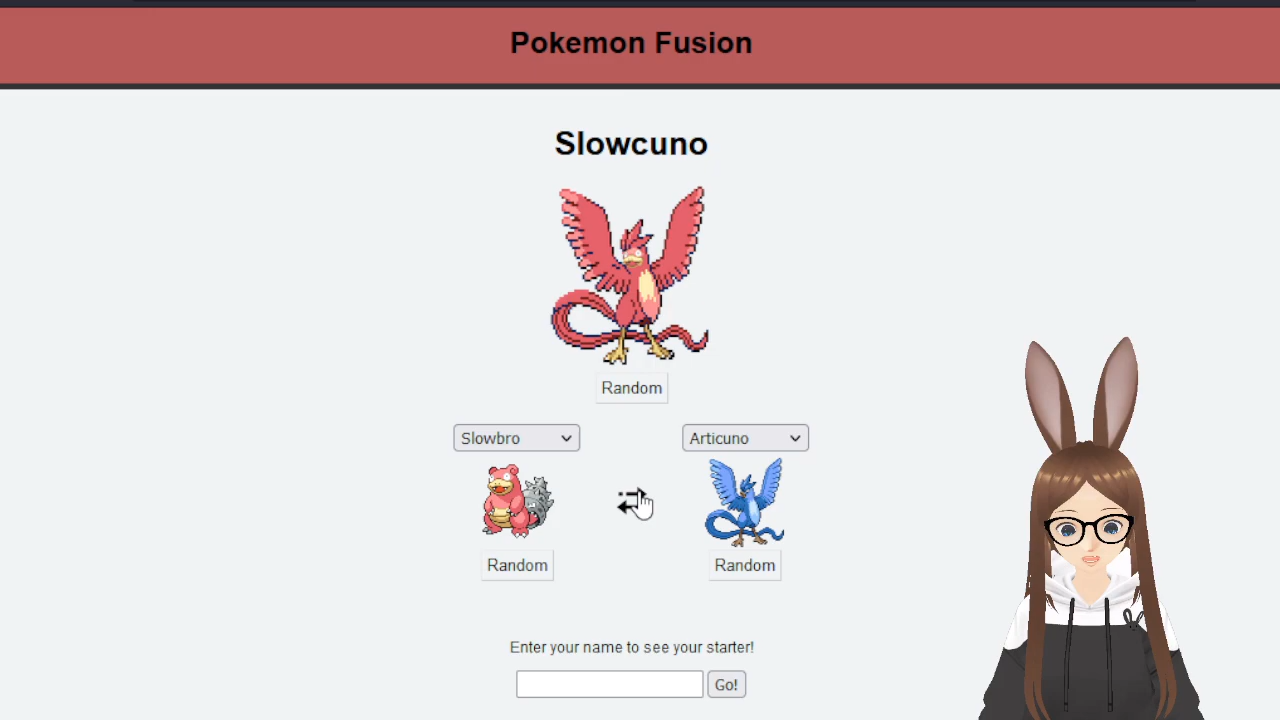 Pokemon Fusion
Slowcuno
Random
Slowbro
Articuno
Random
Random
Enter your name to see your starter!
Go!